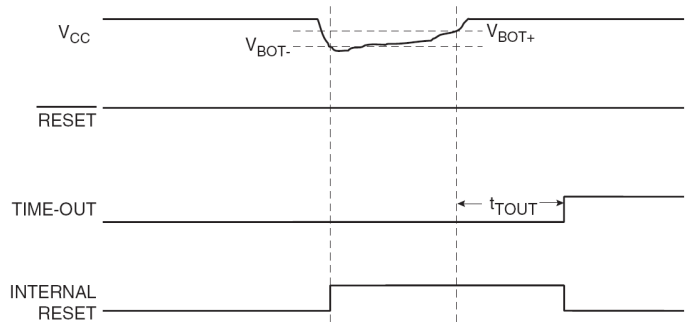 VCC
VBOT-
VBOT+
RESET
TIME-OUT
tTOUT
INTERNAL
RESET